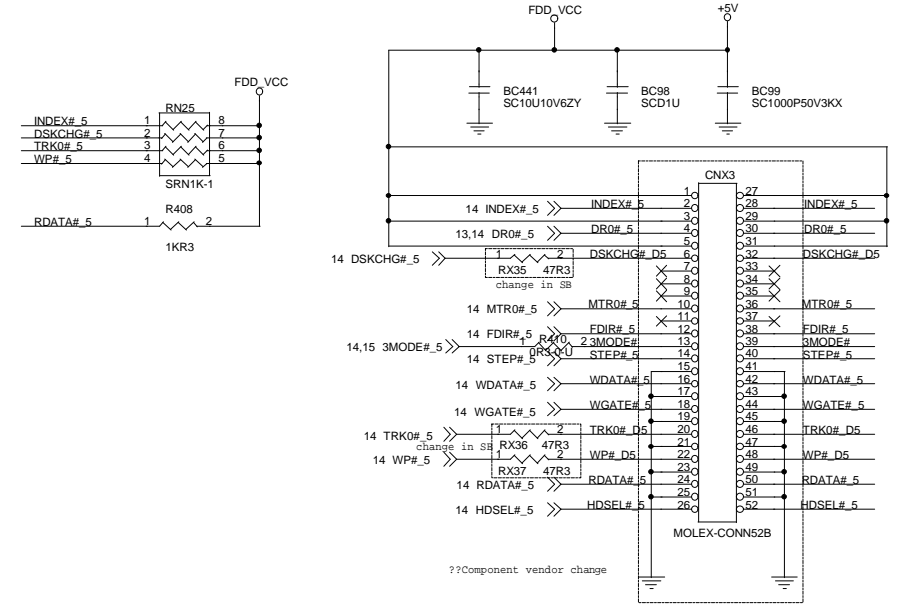 FDD_VCC
+5V
BC441
SC10U10V6ZY
BC98
SCD1U
BC99
SC1000P50V3KX
FDD_VCC
RN25
INDEX#_5 1 8
DSKCHG#_5 2 7
TRK0#_5 3 6
WP#_5 4 5
SRN1K-1
R408
RDATA#_5 1 2
1KR3
CNX3
1 27
14 INDEX#_5 INDEX#_5 2 28 INDEX#_5
3 29
13,14 DR0#_5 DR0#_5 4 30 DR0#_5
5 31
14 DSKCHG#_5 1 2 DSKCHG#_D5 6 32 DSKCHG#_D5
RX35 47R3
change in SB
7 33
8 34
9 35
14 MTR0#_5 MTR0#_5 10 36 MTR0#_5
11 37
14 FDIR#_5 FDIR#_5 12 38 FDIR#_5
14,15 3MODE#_5 1 R410 2 3MODE# 13 39 3MODE#
0R3-0-U
14 STEP#_5 STEP#_5 14 40 STEP#_5
15 41
14 WDATA#_5 WDATA#_5 16 42 WDATA#_5
17 43
14 WGATE#_5 WGATE#_5 18 44 WGATE#_5
19 45
14 TRK0#_5 1 2 TRK0#_D5 20 46 TRK0#_D5
change in SB RX36 47R3
21 47
14 WP#_5 1 2 WP#_D5 22 48 WP#_D5
RX37 47R3
23 49
14 RDATA#_5 RDATA#_5 24 50 RDATA#_5
25 51
14 HDSEL#_5 HDSEL#_5 26 52 HDSEL#_5
MOLEX-CONN52B
??Component vendor change